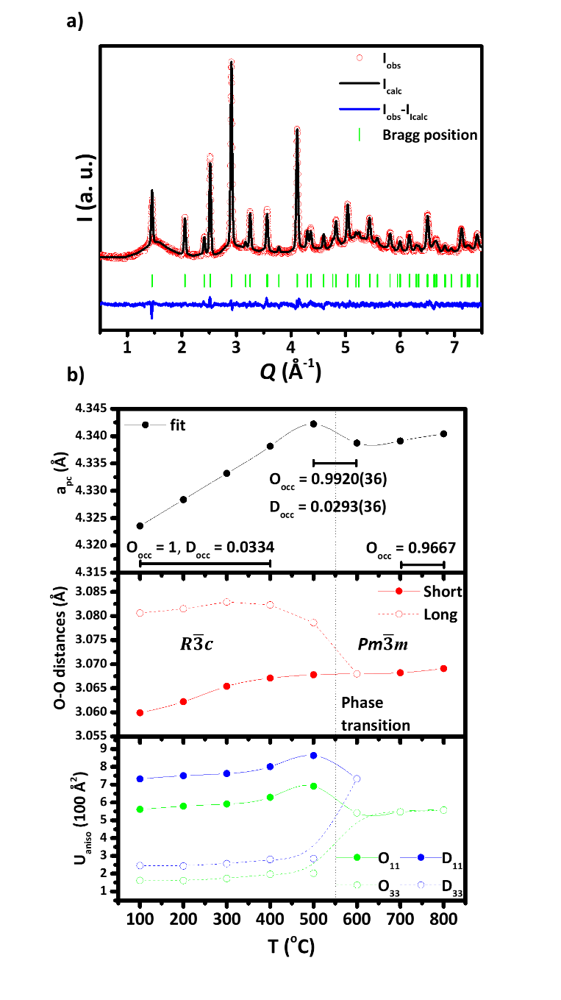 a)
I (a. u.)
Iobs
Icalc
Iobs-Ilcalc
Bragg position
1 2 3 4 5 6 7
Q (Å-1)
b)
apc (Å)
4.345
4.340
4.335
4.330
4.325
4.320
4.315
fit
Oocc = 0.9920(36)
Docc = 0.0293(36)
Oocc = 1, Docc = 0.0334
Oocc = 0.9667
O-O distances (Å)
3.085
3.080
3.075
3.070
3.065
3.060
3.055
Short
Long
R3̅c
Pm3̅m
Phase
transition
Uaniso (100 Å2)
9
8
7
6
5
4
3
2
1
O11 D11
O33 D33
100 200 300 400 500 600 700 800
T (oC)